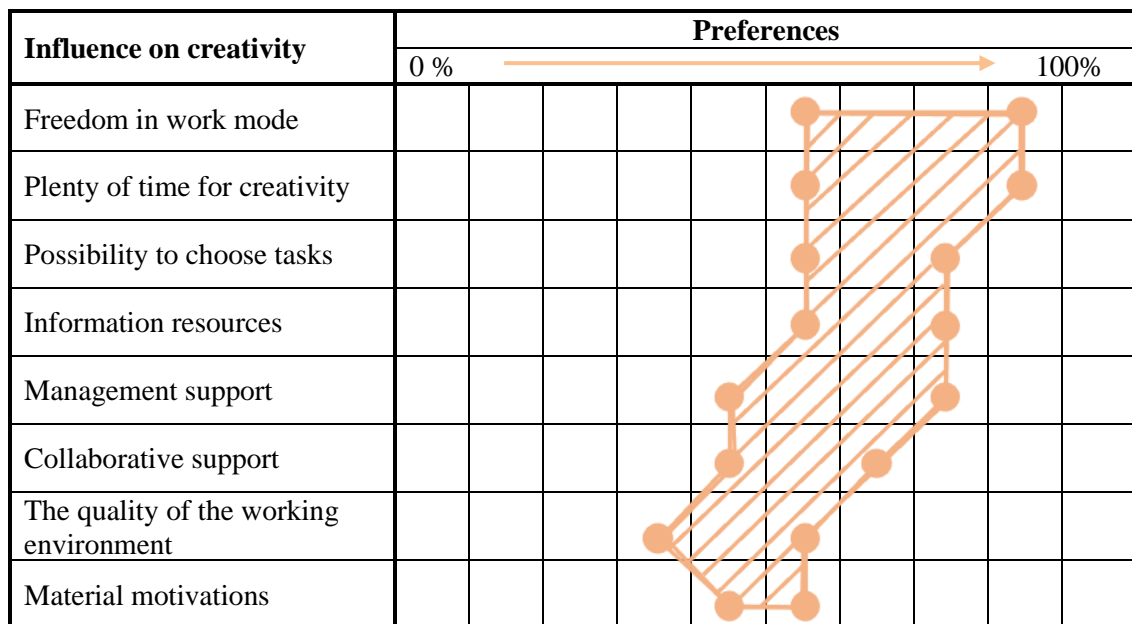 Influence on creativity
Preferences
0 %
100%
Freedom in work mode
Plenty of time for creativity
Possibility to choose tasks
Information resources
Management support
Collaborative support
The quality of the working
environment
Material motivations